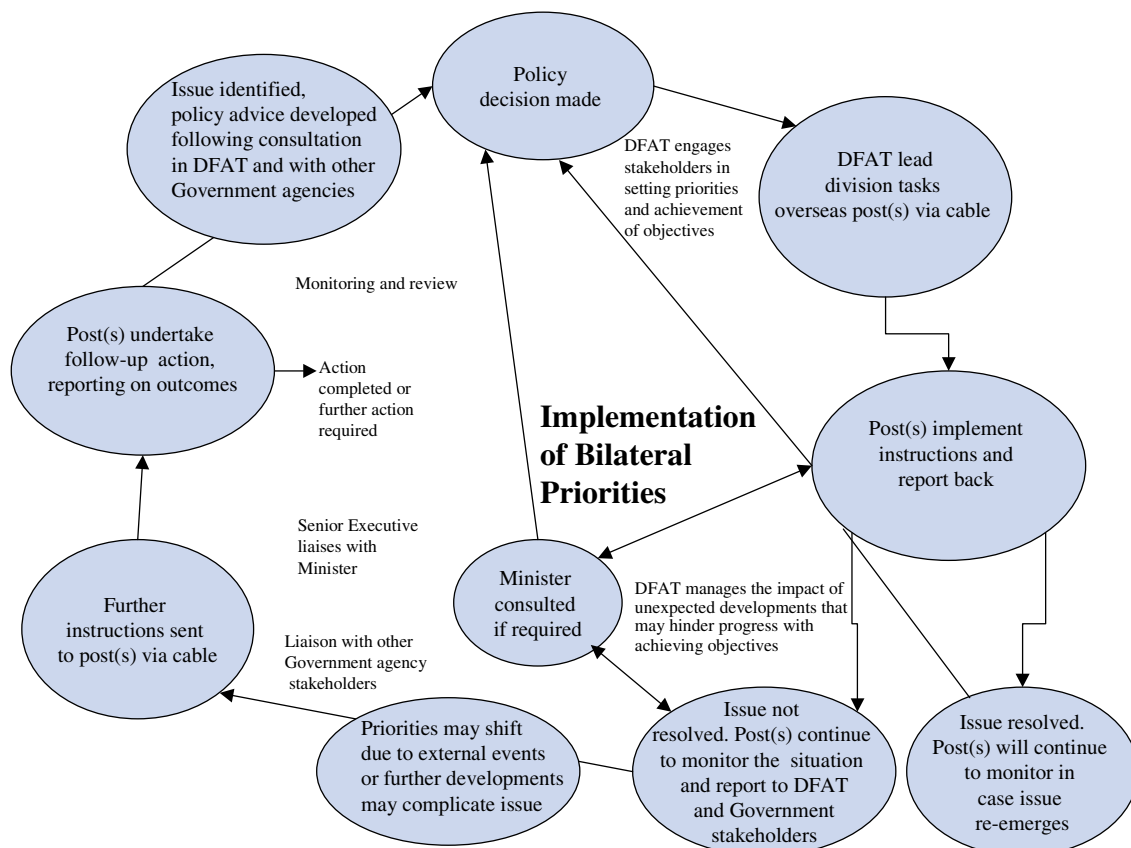 Policy
decision made
Issue identified,
policy advice developed
following consultation
in DFAT and with other
Government agencies
DFAT engages
stakeholders in
setting priorities
and achievement
of objectives
DFAT lead
division tasks
overseas post(s) via cable
Monitoring and review
Post(s) undertake
follow-up action,
reporting on outcomes
Action
completed or
further action
required
Implementation
of Bilateral
Priorities
Post(s) implement
instructions and
report back
Senior Executive
liaises with
Minister
Minister
consulted
if required
DFAT manages the impact of
unexpected developments that
may hinder progress with
achieving objectives
Further
instructions sent
to post(s) via cable
Liaison with other
Government agency
stakeholders
Priorities may shift
due to external events
or further developments
may complicate issue
Issue not
resolved. Post(s) continue
to monitor the situation
and report to DFAT
and Government
stakeholders
Issue resolved.
Post(s) will continue
to monitor in
case issue
re-emerges